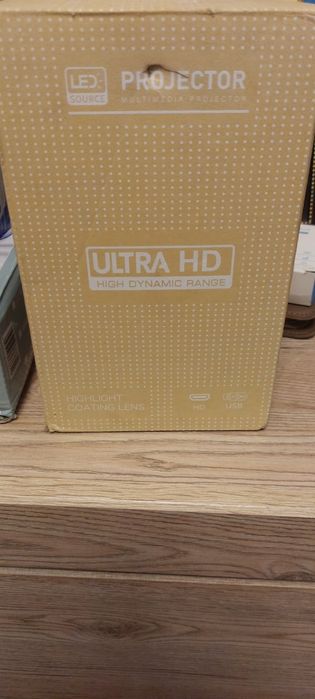 LED
SOURCE
PROJECTOR
MULTIMEDIA PROJECTOR
ULTRA HD
HIGH DYNAMIC RANGE
HIGHLIGHT
COATING LENS
HD
USB